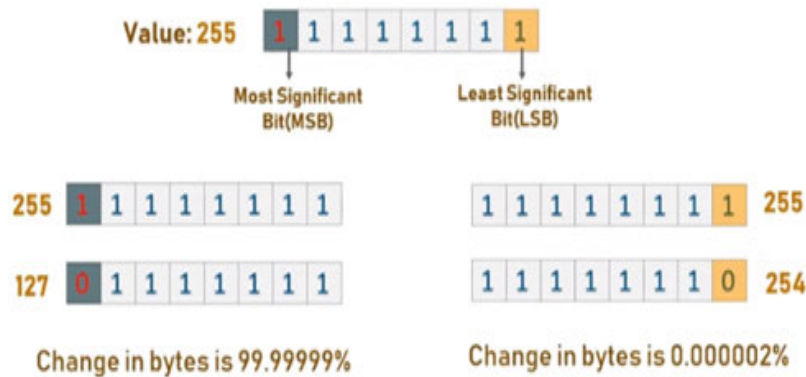 Value: 255 1 1 1 1 1 1 1 1
Most Significant Bit(MSB)
Least Significant Bit(LSB)
255 1 1 1 1 1 1 1 1
1 1 1 1 1 1 1 1 255
127 0 1 1 1 1 1 1 1
1 1 1 1 1 1 1 0 254
Change in bytes is 99.99999%
Change in bytes is 0.000002%